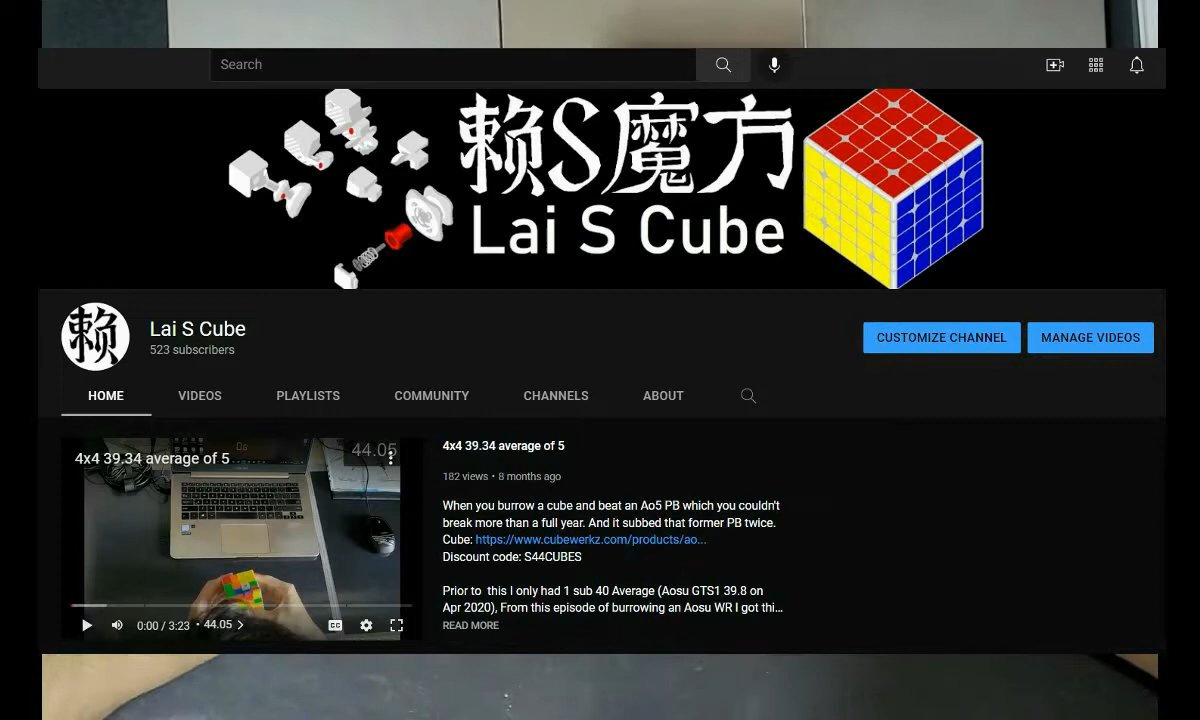 Search
赖S魔方
Lai S Cube
赖
Lai S Cube
523 subscribers
CUSTOMIZE CHANNEL
MANAGE VIDEOS
HOME
VIDEOS
PLAYLISTS
COMMUNITY
CHANNELS
ABOUT
4x4 39.34 average of 5
44.05
0:00 / 3:23 • 44.05
CC
4x4 39.34 average of 5
182 views • 8 months ago
When you burrow a cube and beat an Ao5 PB which you couldn't
break more than a full year. And it subbed that former PB twice.
Cube: https://www.cubewerkz.com/products/ao...
Discount code: S44CUBES
Prior to this I only had 1 sub 40 Average (Aosu GTS1 39.8 on
Apr 2020), From this episode of burrowing an Aosu WR I got thi...
READ MORE